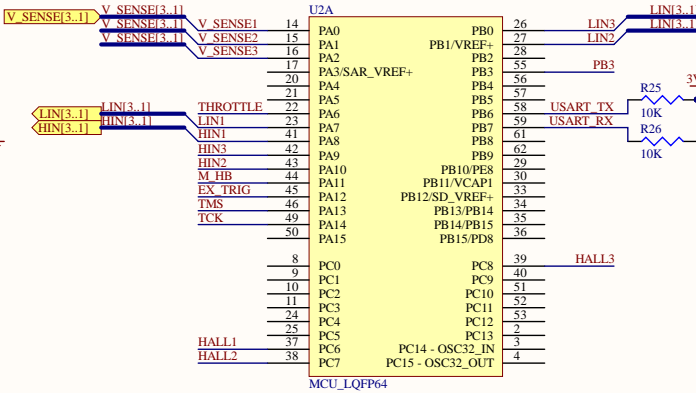 U2A
V_SENSE[3..1]
V_SENSE[3..1]
V_SENSE[3..1]
V_SENSE[3..1]
V_SENSE1 14 PA0
V_SENSE2 15 PA1
V_SENSE3 16 PA2
17 PA3/SAR_VREF+
20 PA4
21 PA5
THROTTLE 22 PA6
LIN[3..1] LIN[3..1] LIN1 23 PA7
HIN[3..1] HIN[3..1] HIN1 41 PA8
HIN3 42 PA9
HIN2 43 PA10
M_HB 44 PA11
EX_TRIG 45 PA12
TMS 46 PA13
TCK 49 PA14
50 PA15
8 PC0
9 PC1
10 PC2
11 PC3
24 PC4
25 PC5
HALL1 37 PC6
HALL2 38 PC7
PB0 26 LIN3 LIN[3..1]
PB1/VREF+ 27 LIN2 LIN[3..1]
PB2 28
PB3 55 PB3
PB4 56
PB5 57
PB6 58 USART_TX R25 10K
PB7 59 USART_RX R26 10K
PB8 61
PB9 62
PB10/PE8 29
PB11/VCAP1 30
PB12/SD_VREF+ 33
PB13/PB14 34
PB14/PB15 35
PB15/PD8 36
PC8 39 HALL3
PC9 40
PC10 51
PC11 52
PC12 53
PC13 2
PC14 - OSC32_IN 3
PC15 - OSC32_OUT 4
MCU_LQFP64